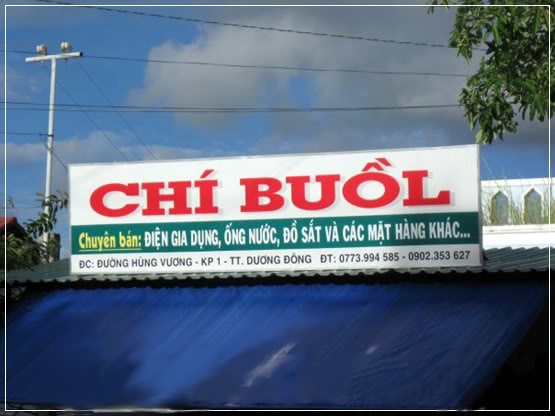 CHÍ BUỒL
Chuyên bán: ĐIỆN GIA DỤNG, ỐNG NƯỚC, ĐỒ SẮT VÀ CÁC MẶT HÀNG KHÁC...
ĐC: ĐƯỜNG HÙNG VƯƠNG - KP 1 - TT. DƯƠNG ĐÔNG ĐT: 0773.994 585 - 0902.353 627